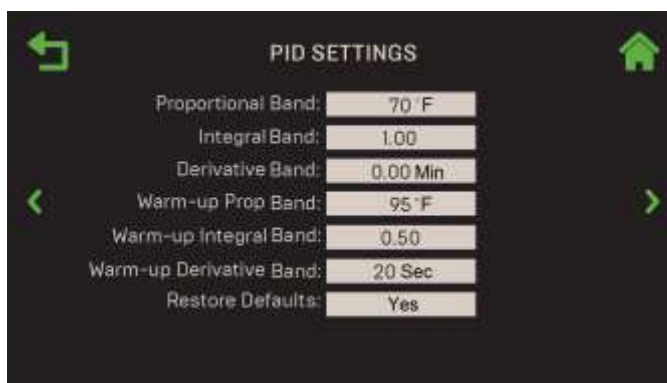 PID SETTINGS
Proportional Band: 70 °F
Integral Band: 1.00
Derivative Band: 0.00 Min
Warm-up Prop Band: 95 °F
Warm-up Integral Band: 0.50
Warm-up Derivative Band: 20 Sec
Restore Defaults: Yes